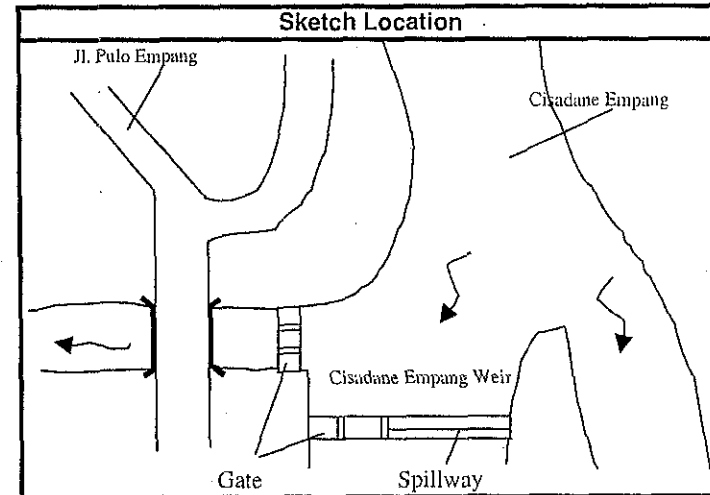 Sketch Location
Jl. Pulo Empang
Cisadane Empang
Cisadane Empang Weir
Gate
Spillway